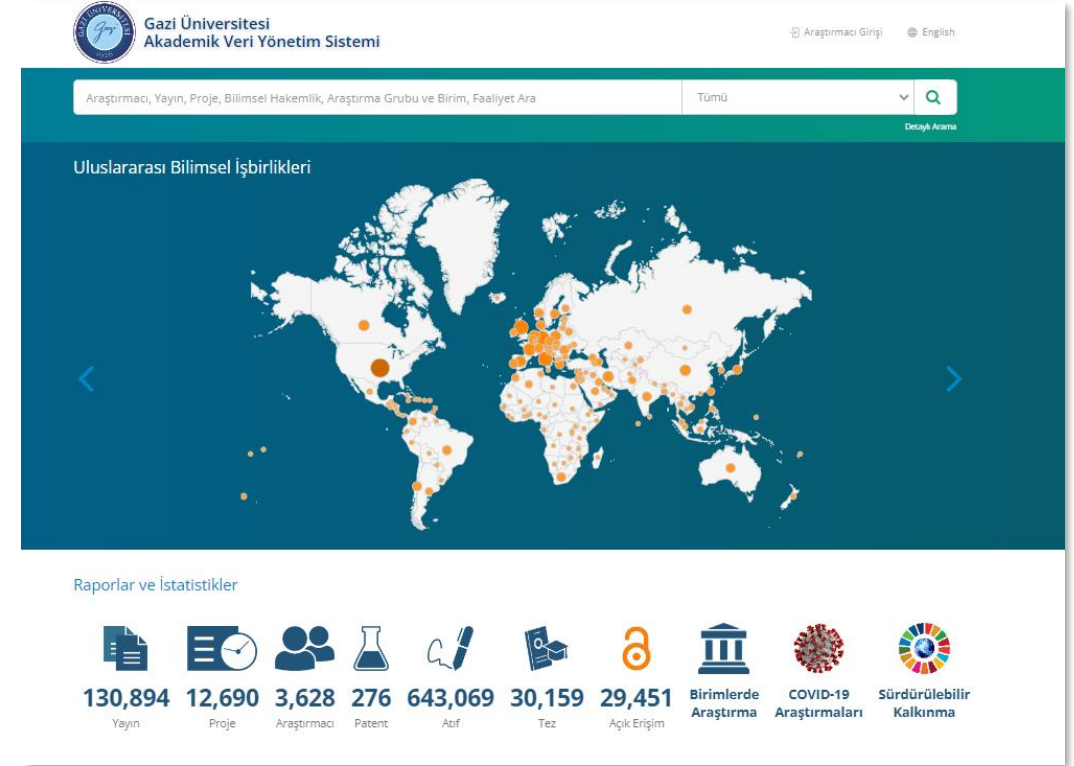 Gazi Üniversitesi
Akademik Veri Yönetim Sistemi
Araştırmacı Girişi
English
Araştırmacı, Yayın, Proje, Bilimsel Hakemlik, Araştırma Grubu ve Birim, Faaliyet Ara
Tümü
Detaylı Arama
Uluslararası Bilimsel İşbirlikleri
Raporlar ve İstatistikler
130,894 12,690 3,628 276 643,069 30,159 29,451
Yayın Proje Araştırmacı Patent Atıf Tez Açık Erişim
Birimlerde
Araştırma
COVID-19
Araştırmaları
Sürdürülebilir
Kalkınma